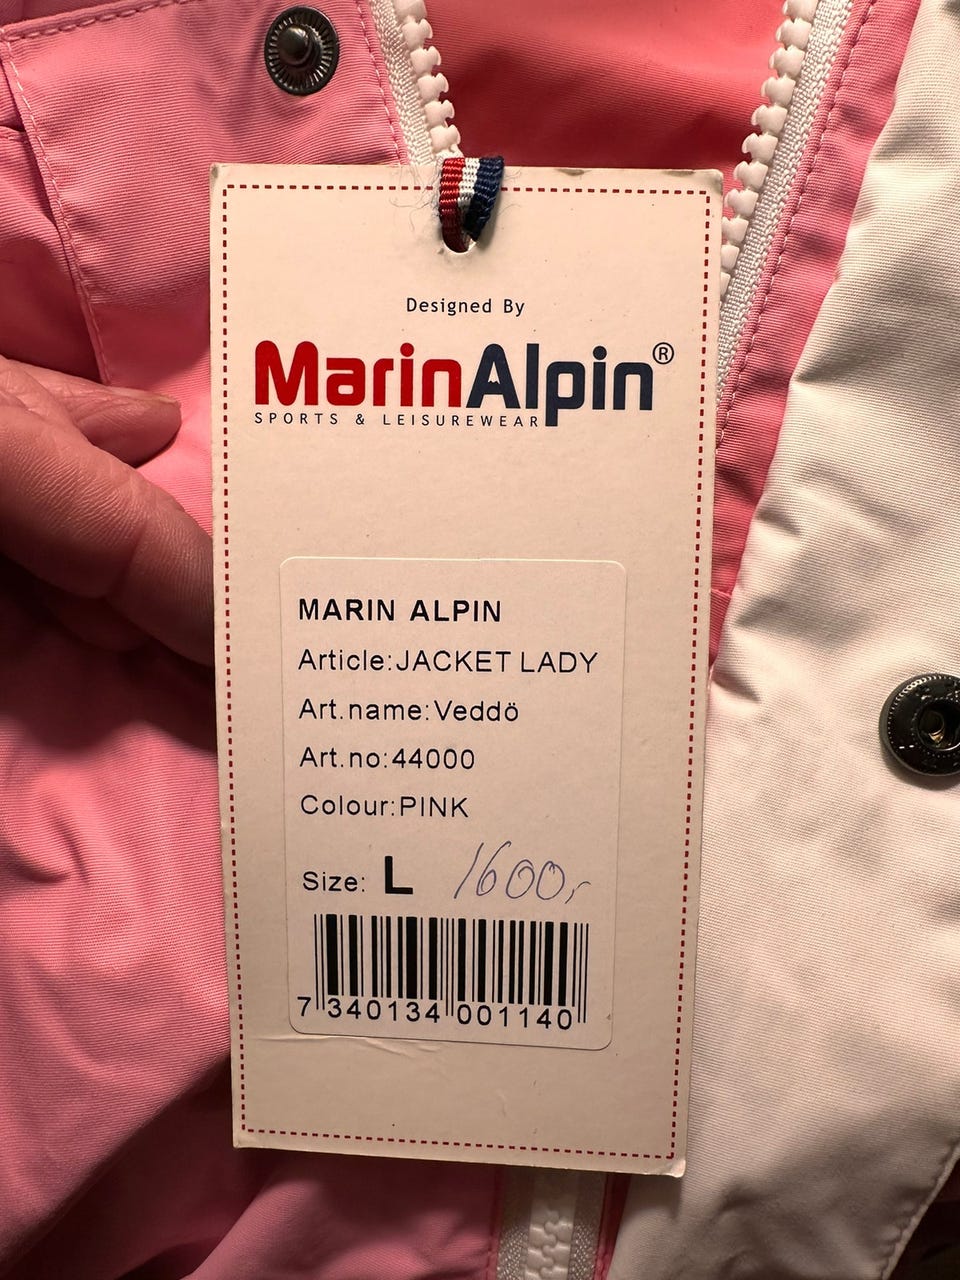 Designed By
MarinAlpin®
SPORTS & LEISUREWEAR
MARIN ALPIN
Article:JACKET LADY
Art.name:Veddö
Art.no:44000
Colour:PINK
Size: L 1600,-
7 340134 001140